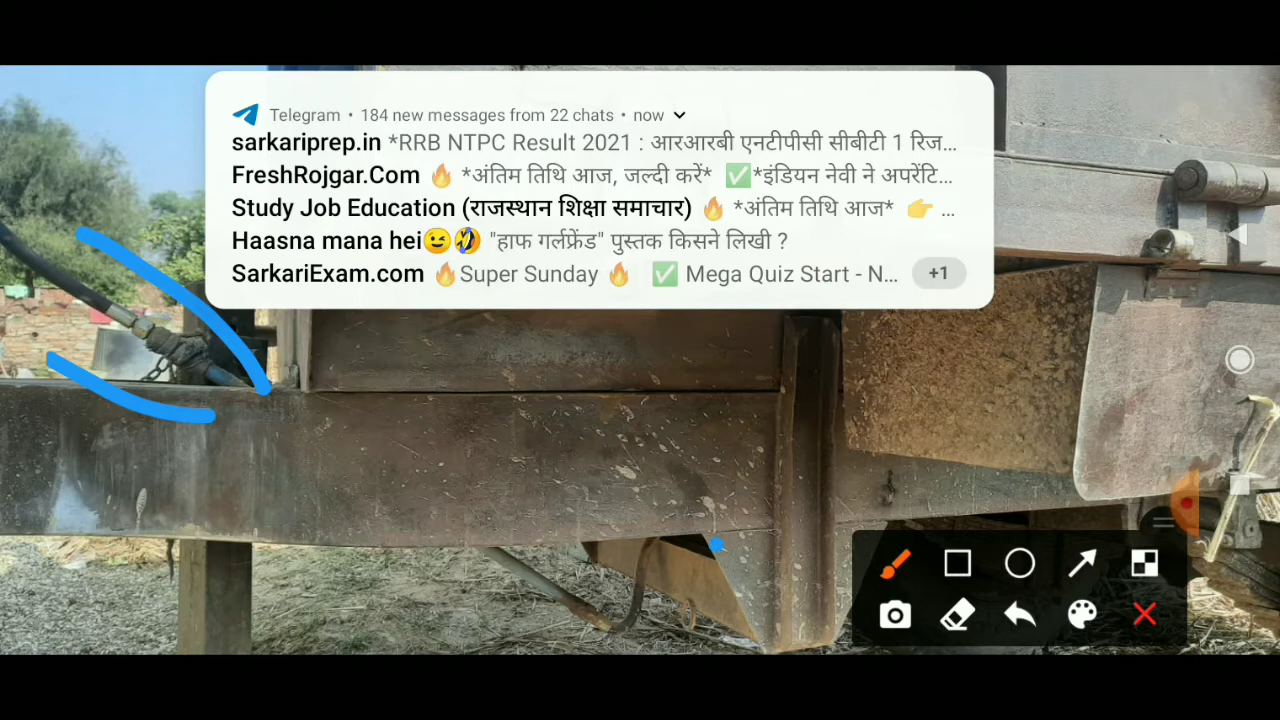 Telegram • 184 new messages from 22 chats • now
sarkariprep.in *RRB NTPC Result 2021 : आरआरबी एनटीपीसी सीबीटी 1 रिज...
FreshRojgar.Com 🔥 *अंतिम तिथि आज, जल्दी करें* ✅*इंडियन नेवी ने अपरेंटि...
Study Job Education (राजस्थान शिक्षा समाचार) 🔥 *अंतिम तिथि आज* 👉 ...
Haasna mana hei😉🤣 "हाफ गर्लफ्रेंड" पुस्तक किसने लिखी ?
SarkariExam.com 🔥Super Sunday 🔥 ✅ Mega Quiz Start - N... +1